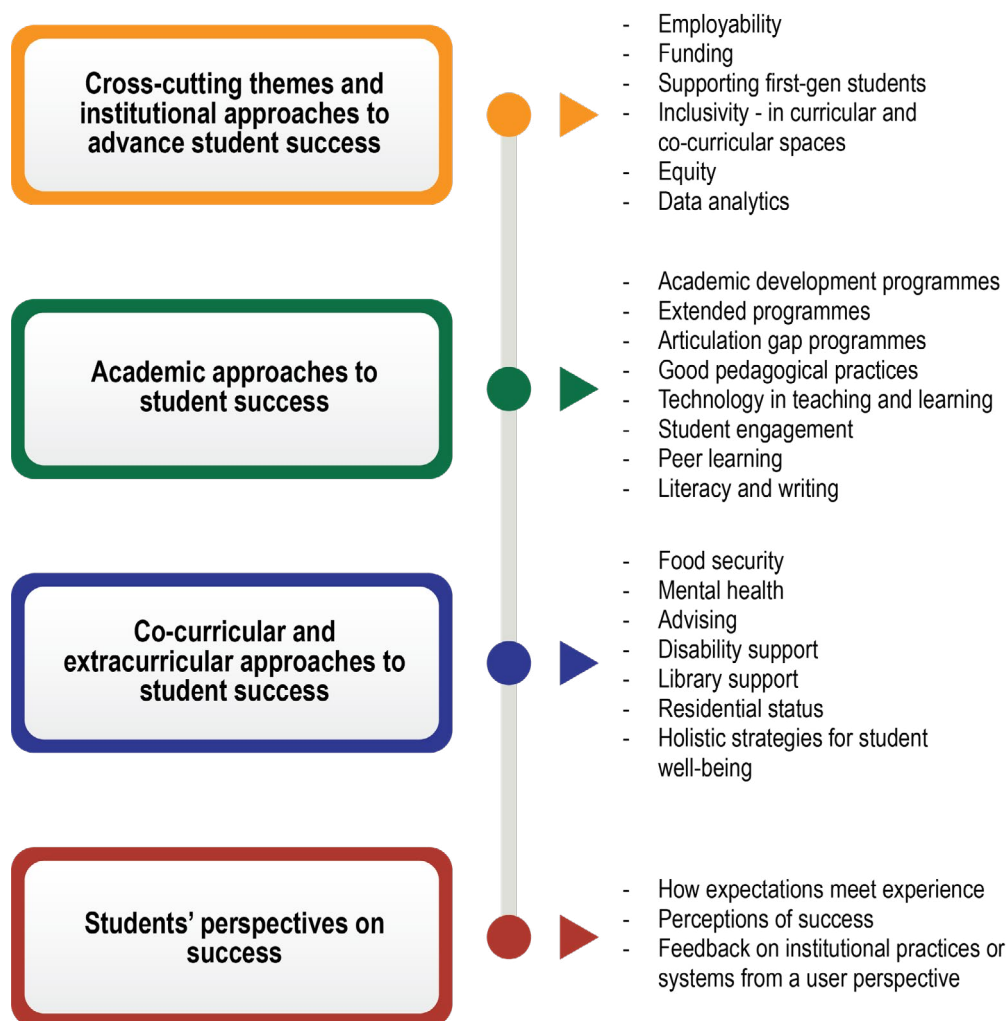 Cross-cutting themes and
institutional approaches to
advance student success
- Employability
- Funding
- Supporting first-gen students
- Inclusivity - in curricular and
co-curricular spaces
- Equity
- Data analytics
Academic approaches to
student success
- Academic development programmes
- Extended programmes
- Articulation gap programmes
- Good pedagogical practices
- Technology in teaching and learning
- Student engagement
- Peer learning
- Literacy and writing
Co-curricular and
extracurricular approaches to
student success
- Food security
- Mental health
- Advising
- Disability support
- Library support
- Residential status
- Holistic strategies for student
well-being
Students’ perspectives on
success
- How expectations meet experience
- Perceptions of success
- Feedback on institutional practices or
systems from a user perspective